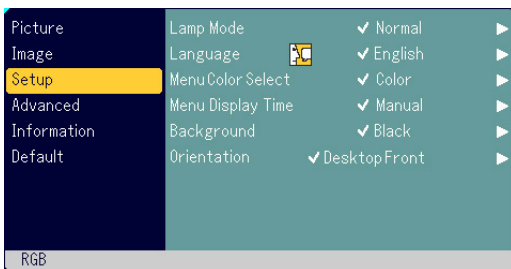 Picture
Image
Setup
Advanced
Information
Default
Lamp Mode ✓ Normal
Language ✓ English
Menu Color Select ✓ Color
Menu Display Time ✓ Manual
Background ✓ Black
Orientation ✓ Desktop Front
RGB